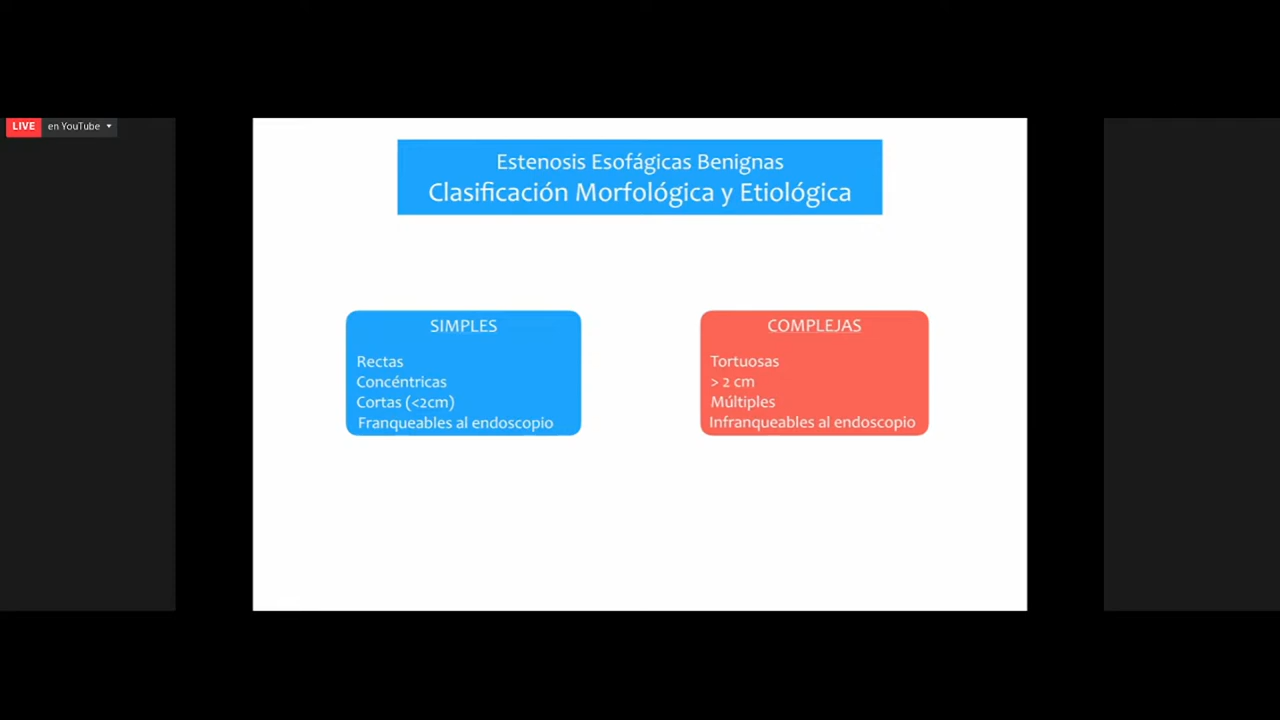 LIVE en YouTube
Estenosis Esofágicas Benignas
Clasificación Morfológica y Etiológica
SIMPLES
Rectas
Concéntricas
Cortas (<2cm)
Franqueables al endoscopio
COMPLEJAS
Tortuosas
> 2 cm
Múltiples
Infranqueables al endoscopio